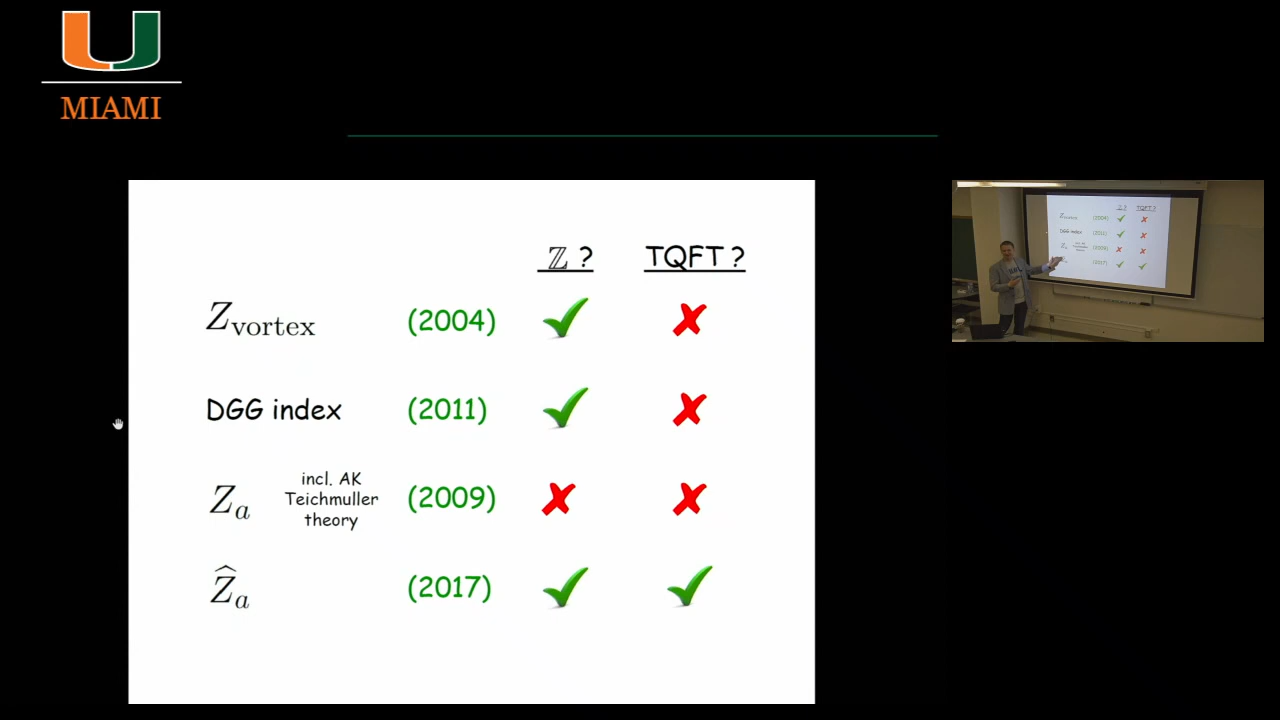 MIAMI
ℤ ? TQFT ?
Z_vortex (2004) ✓ ✗
DGG index (2011) ✓ ✗
Z_a incl. AK Teichmuller theory (2009) ✗ ✗
Ẑ_a (2017) ✓ ✓